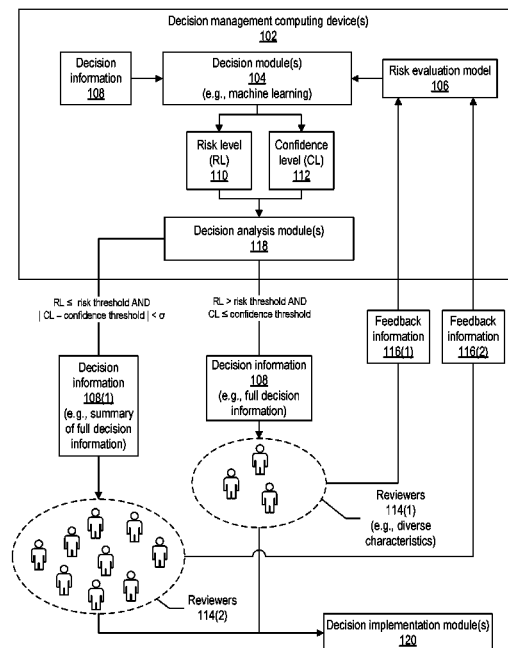 Decision management computing device(s)
102
Decision
information
108
Decision module(s)
104
(e.g., machine learning)
Risk evaluation model
106
Risk level
(RL)
110
Confidence
level (CL)
112
Decision analysis module(s)
118
RL ≤ risk threshold AND
| CL – confidence threshold | < σ
RL > risk threshold AND
CL ≤ confidence threshold
Feedback
information
116(1)
Feedback
information
116(2)
Decision
information
108(1)
(e.g., summary
of full decision
information)
Decision information
108
(e.g., full decision
information)
Reviewers
114(1)
(e.g., diverse
characteristics)
Reviewers
114(2)
Decision implementation module(s)
120